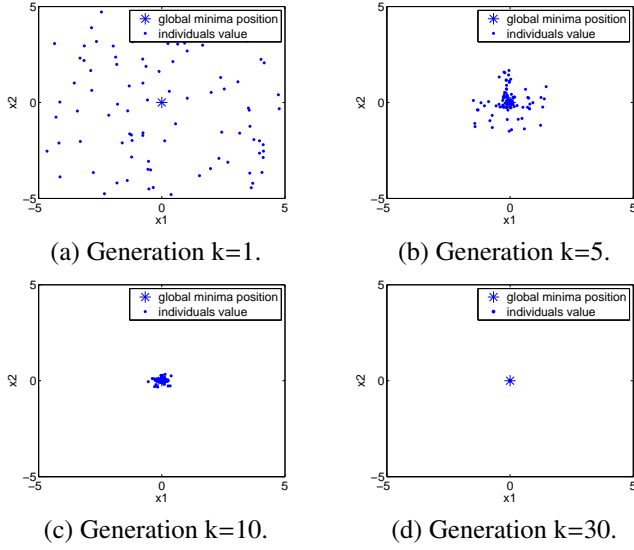 5
0
−5
x2
global minima position
individuals value
−5
0
5
x1
(a) Generation k=1.
5
0
−5
x2
global minima position
individuals value
−5
0
5
x1
(b) Generation k=5.
5
0
−5
x2
global minima position
individuals value
−5
0
5
x1
(c) Generation k=10.
5
0
−5
x2
global minima position
individuals value
−5
0
5
x1
(d) Generation k=30.